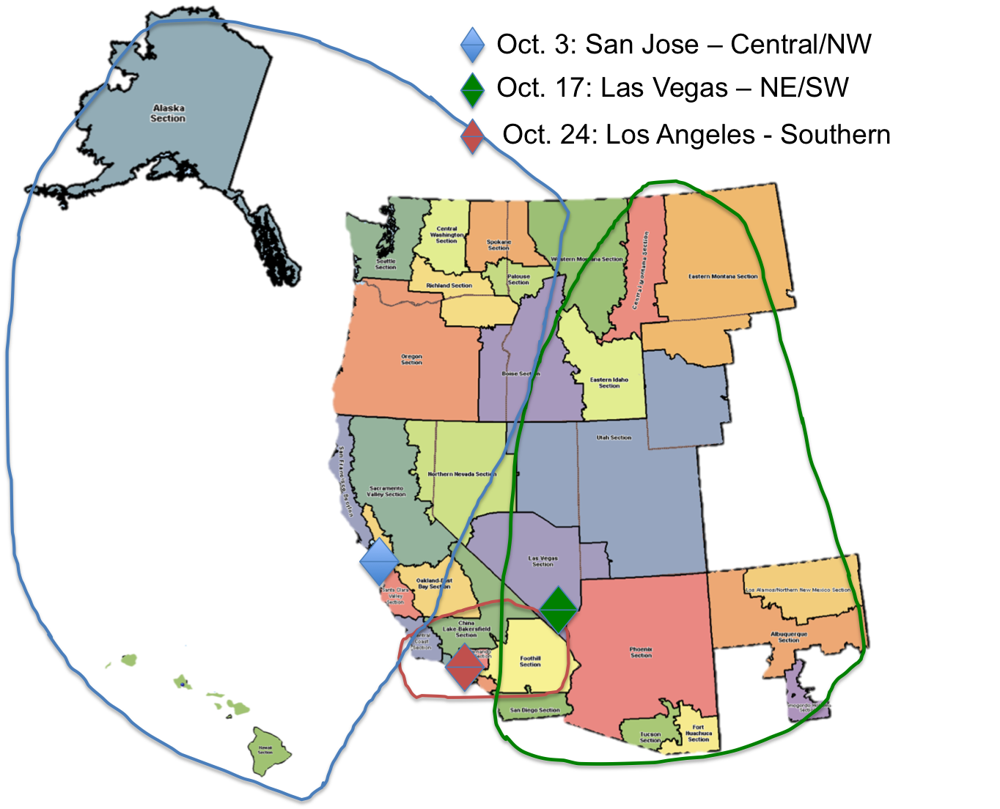 Oct. 3: San Jose – Central/NW
Oct. 17: Las Vegas – NE/SW
Oct. 24: Los Angeles - Southern
Alaska
Section
Seattle
Section
Central
Washington
Section
Spokane
Section
Western Montana Section
Central Montana Section
Eastern Montana Section
Richland Section
Palouse
Section
Oregon
Section
Boise Section
Eastern Idaho
Section
Utah Section
San Francisco Section
Sacramento
Valley Section
Northern Nevada Section
Las Vegas
Section
Oakland-East
Bay Section
Santa Clara
Valley
Section
China
Lake-Bakersfield
Section
Central
Coast
Section
Foothill
Section
San Diego Section
Phoenix
Section
Tucson
Section
Fort
Huachuca
Section
Los Alamos/Northern New Mexico Section
Albuquerque
Section
Section
Hawaii
Section